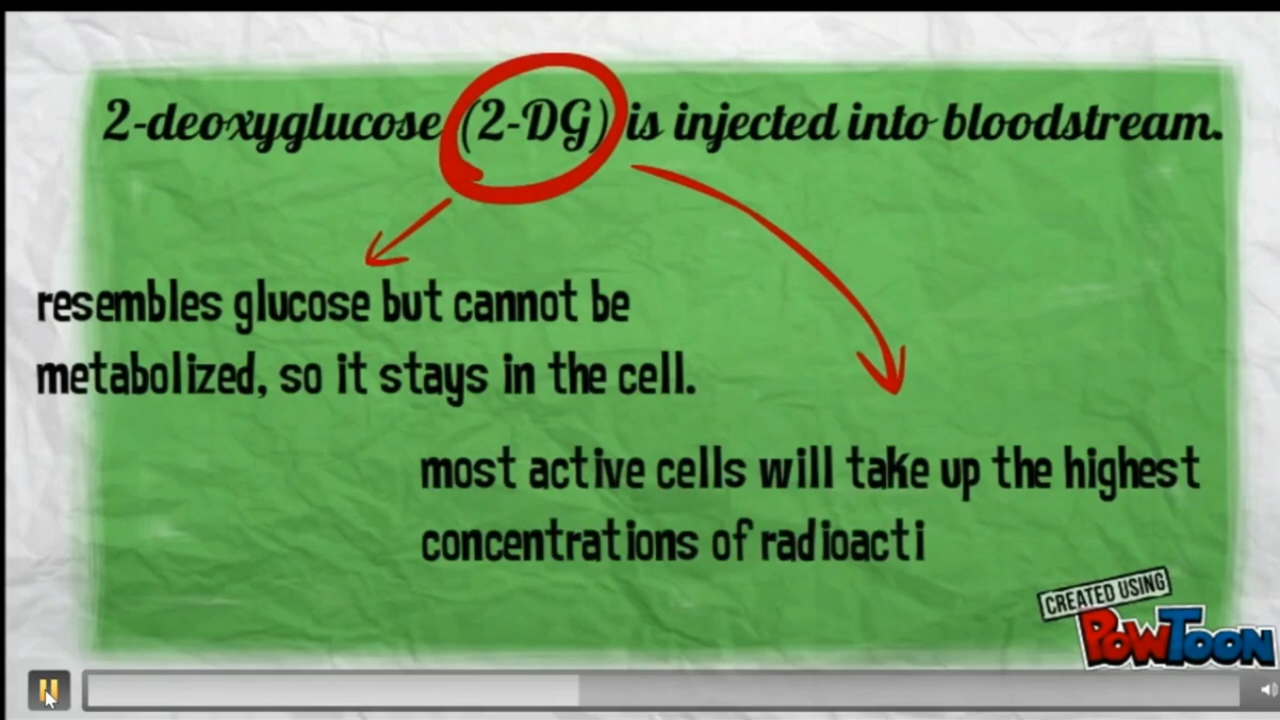 2-deoxyglucose (2-DG) is injected into bloodstream.
resembles glucose but cannot be
metabolized, so it stays in the cell.
most active cells will take up the highest
concentrations of radioacti
CREATED USING
POWTOON